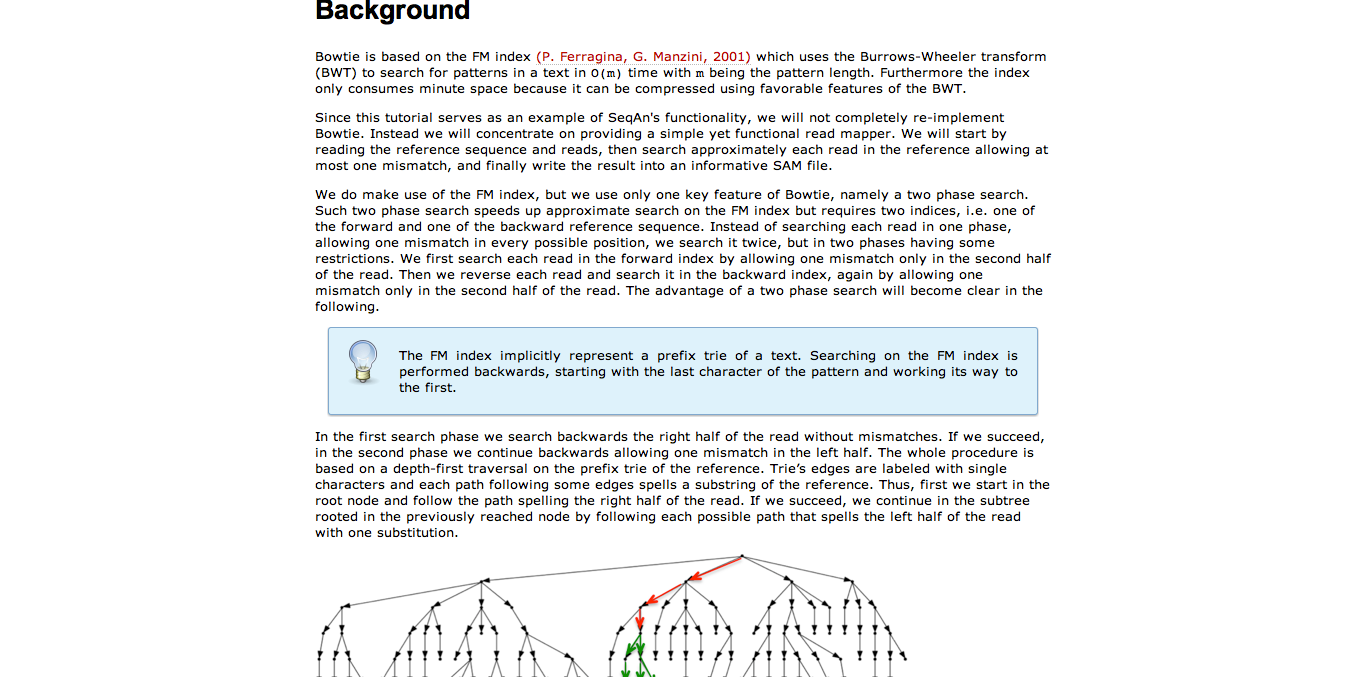 Background
Bowtie is based on the FM index (P. Ferragina, G. Manzini, 2001) which uses the Burrows-Wheeler transform
(BWT) to search for patterns in a text in O(m) time with m being the pattern length. Furthermore the index
only consumes minute space because it can be compressed using favorable features of the BWT.
Since this tutorial serves as an example of SeqAn's functionality, we will not completely re-implement
Bowtie. Instead we will concentrate on providing a simple yet functional read mapper. We will start by
reading the reference sequence and reads, then search approximately each read in the reference allowing at
most one mismatch, and finally write the result into an informative SAM file.
We do make use of the FM index, but we use only one key feature of Bowtie, namely a two phase search.
Such two phase search speeds up approximate search on the FM index but requires two indices, i.e. one of
the forward and one of the backward reference sequence. Instead of searching each read in one phase,
allowing one mismatch in every possible position, we search it twice, but in two phases having some
restrictions. We first search each read in the forward index by allowing one mismatch only in the second half
of the read. Then we reverse each read and search it in the backward index, again by allowing one
mismatch only in the second half of the read. The advantage of a two phase search will become clear in the
following.
The FM index implicitly represent a prefix trie of a text. Searching on the FM index is
performed backwards, starting with the last character of the pattern and working its way to
the first.
In the first search phase we search backwards the right half of the read without mismatches. If we succeed,
in the second phase we continue backwards allowing one mismatch in the left half. The whole procedure is
based on a depth-first traversal on the prefix trie of the reference. Trie’s edges are labeled with single
characters and each path following some edges spells a substring of the reference. Thus, first we start in the
root node and follow the path spelling the right half of the read. If we succeed, we continue in the subtree
rooted in the previously reached node by following each possible path that spells the left half of the read
with one substitution.